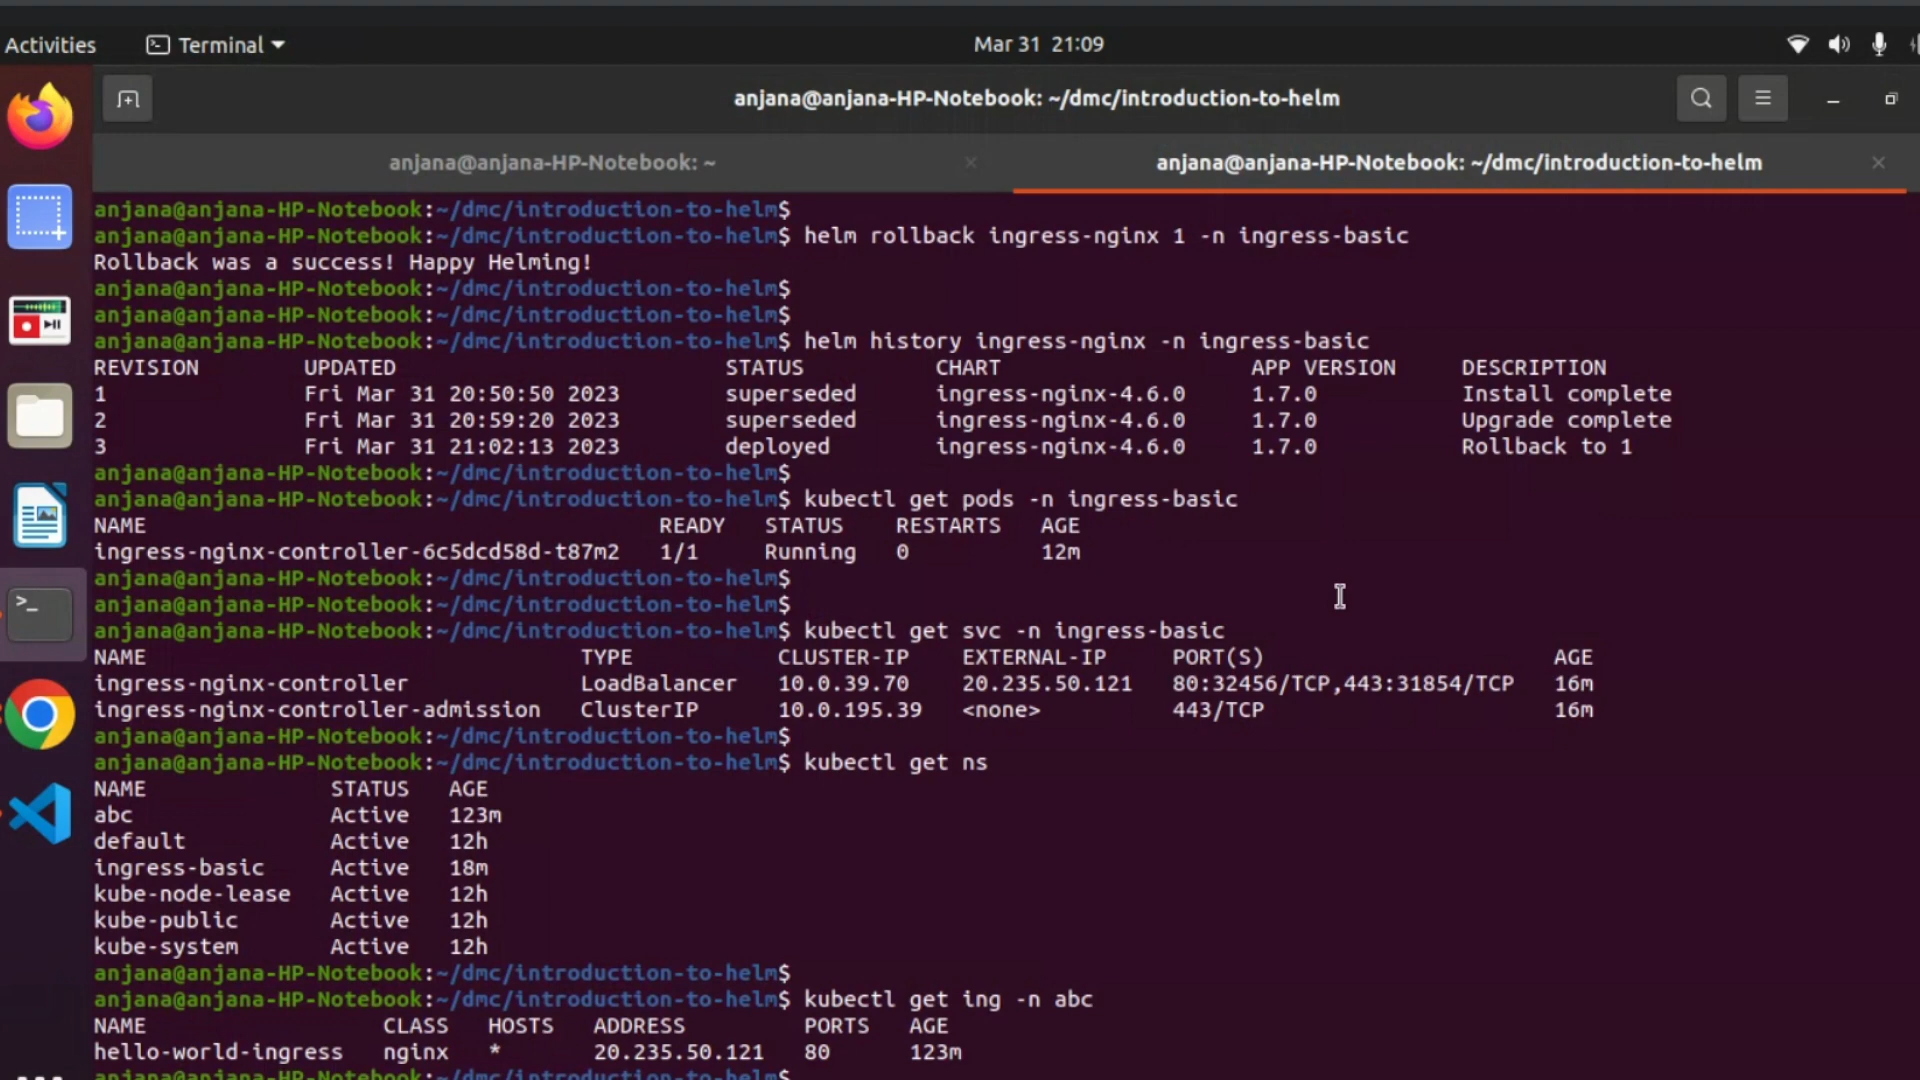 Activities Terminal Mar 31 21:09
anjana@anjana-HP-Notebook: ~/dmc/introduction-to-helm
anjana@anjana-HP-Notebook: ~ anjana@anjana-HP-Notebook: ~/dmc/introduction-to-helm
anjana@anjana-HP-Notebook:~/dmc/introduction-to-helm$
anjana@anjana-HP-Notebook:~/dmc/introduction-to-helm$ helm rollback ingress-nginx 1 -n ingress-basic
Rollback was a success! Happy Helming!
anjana@anjana-HP-Notebook:~/dmc/introduction-to-helm$
anjana@anjana-HP-Notebook:~/dmc/introduction-to-helm$
anjana@anjana-HP-Notebook:~/dmc/introduction-to-helm$ helm history ingress-nginx -n ingress-basic
REVISION UPDATED STATUS CHART APP VERSION DESCRIPTION
1 Fri Mar 31 20:50:50 2023 superseded ingress-nginx-4.6.0 1.7.0 Install complete
2 Fri Mar 31 20:59:20 2023 superseded ingress-nginx-4.6.0 1.7.0 Upgrade complete
3 Fri Mar 31 21:02:13 2023 deployed ingress-nginx-4.6.0 1.7.0 Rollback to 1
anjana@anjana-HP-Notebook:~/dmc/introduction-to-helm$
anjana@anjana-HP-Notebook:~/dmc/introduction-to-helm$ kubectl get pods -n ingress-basic
NAME READY STATUS RESTARTS AGE
ingress-nginx-controller-6c5dcd58d-t87m2 1/1 Running 0 12m
anjana@anjana-HP-Notebook:~/dmc/introduction-to-helm$
anjana@anjana-HP-Notebook:~/dmc/introduction-to-helm$
anjana@anjana-HP-Notebook:~/dmc/introduction-to-helm$ kubectl get svc -n ingress-basic
NAME TYPE CLUSTER-IP EXTERNAL-IP PORT(S) AGE
ingress-nginx-controller LoadBalancer 10.0.39.70 20.235.50.121 80:32456/TCP,443:31854/TCP 16m
ingress-nginx-controller-admission ClusterIP 10.0.195.39 <none> 443/TCP 16m
anjana@anjana-HP-Notebook:~/dmc/introduction-to-helm$
anjana@anjana-HP-Notebook:~/dmc/introduction-to-helm$ kubectl get ns
NAME STATUS AGE
abc Active 123m
default Active 12h
ingress-basic Active 18m
kube-node-lease Active 12h
kube-public Active 12h
kube-system Active 12h
anjana@anjana-HP-Notebook:~/dmc/introduction-to-helm$
anjana@anjana-HP-Notebook:~/dmc/introduction-to-helm$ kubectl get ing -n abc
NAME CLASS HOSTS ADDRESS PORTS AGE
hello-world-ingress nginx * 20.235.50.121 80 123m
anjana@anjana-HP-Notebook:~/dmc/introduction-to-helm$